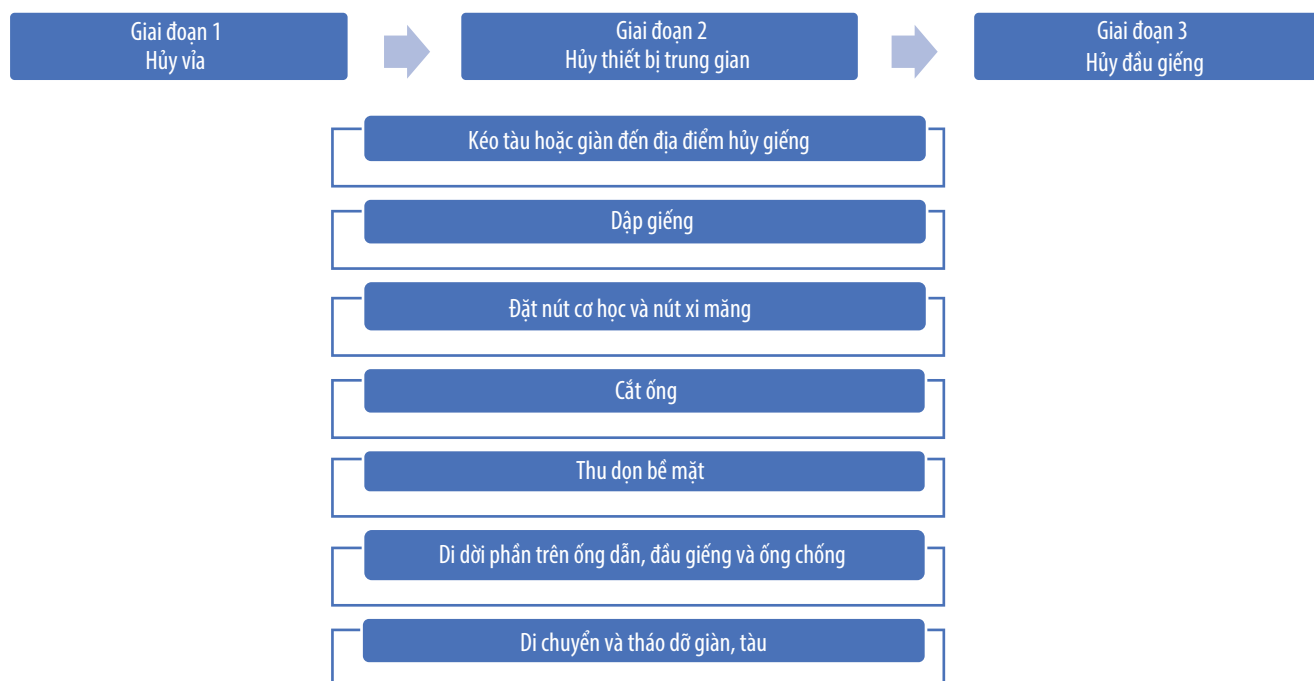 Giai đoạn 1
Hủy vỉa
Giai đoạn 2
Hủy thiết bị trung gian
Giai đoạn 3
Hủy đầu giếng
Kéo tàu hoặc giàn đến địa điểm hủy giếng
Dập giếng
Đặt nút cơ học và nút xi măng
Cắt ống
Thu dọn bề mặt
Di dời phần trên ống dẫn, đầu giếng và ống chống
Di chuyển và tháo dỡ giàn, tàu